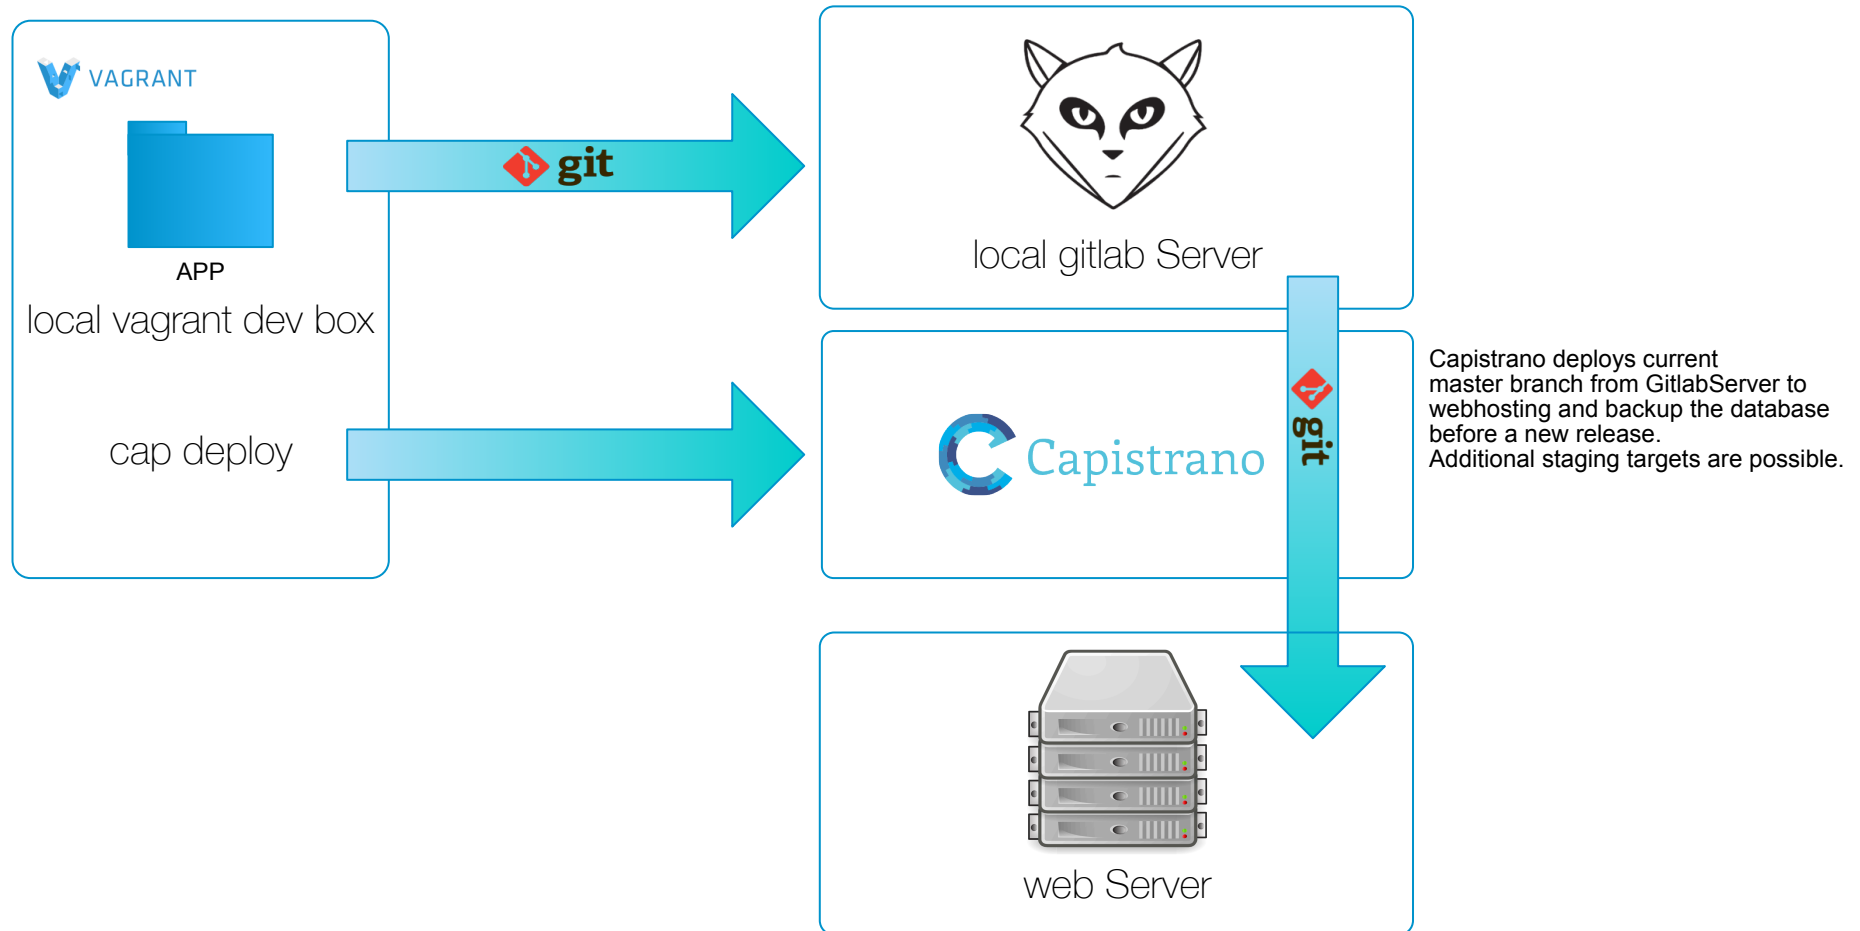 VAGRANT
APP
local vagrant dev box
cap deploy
git
local gitlab Server
Capistrano
git
Capistrano deploys current
master branch from GitlabServer to
webhosting and backup the database
before a new release.
Additional staging targets are possible.
web Server